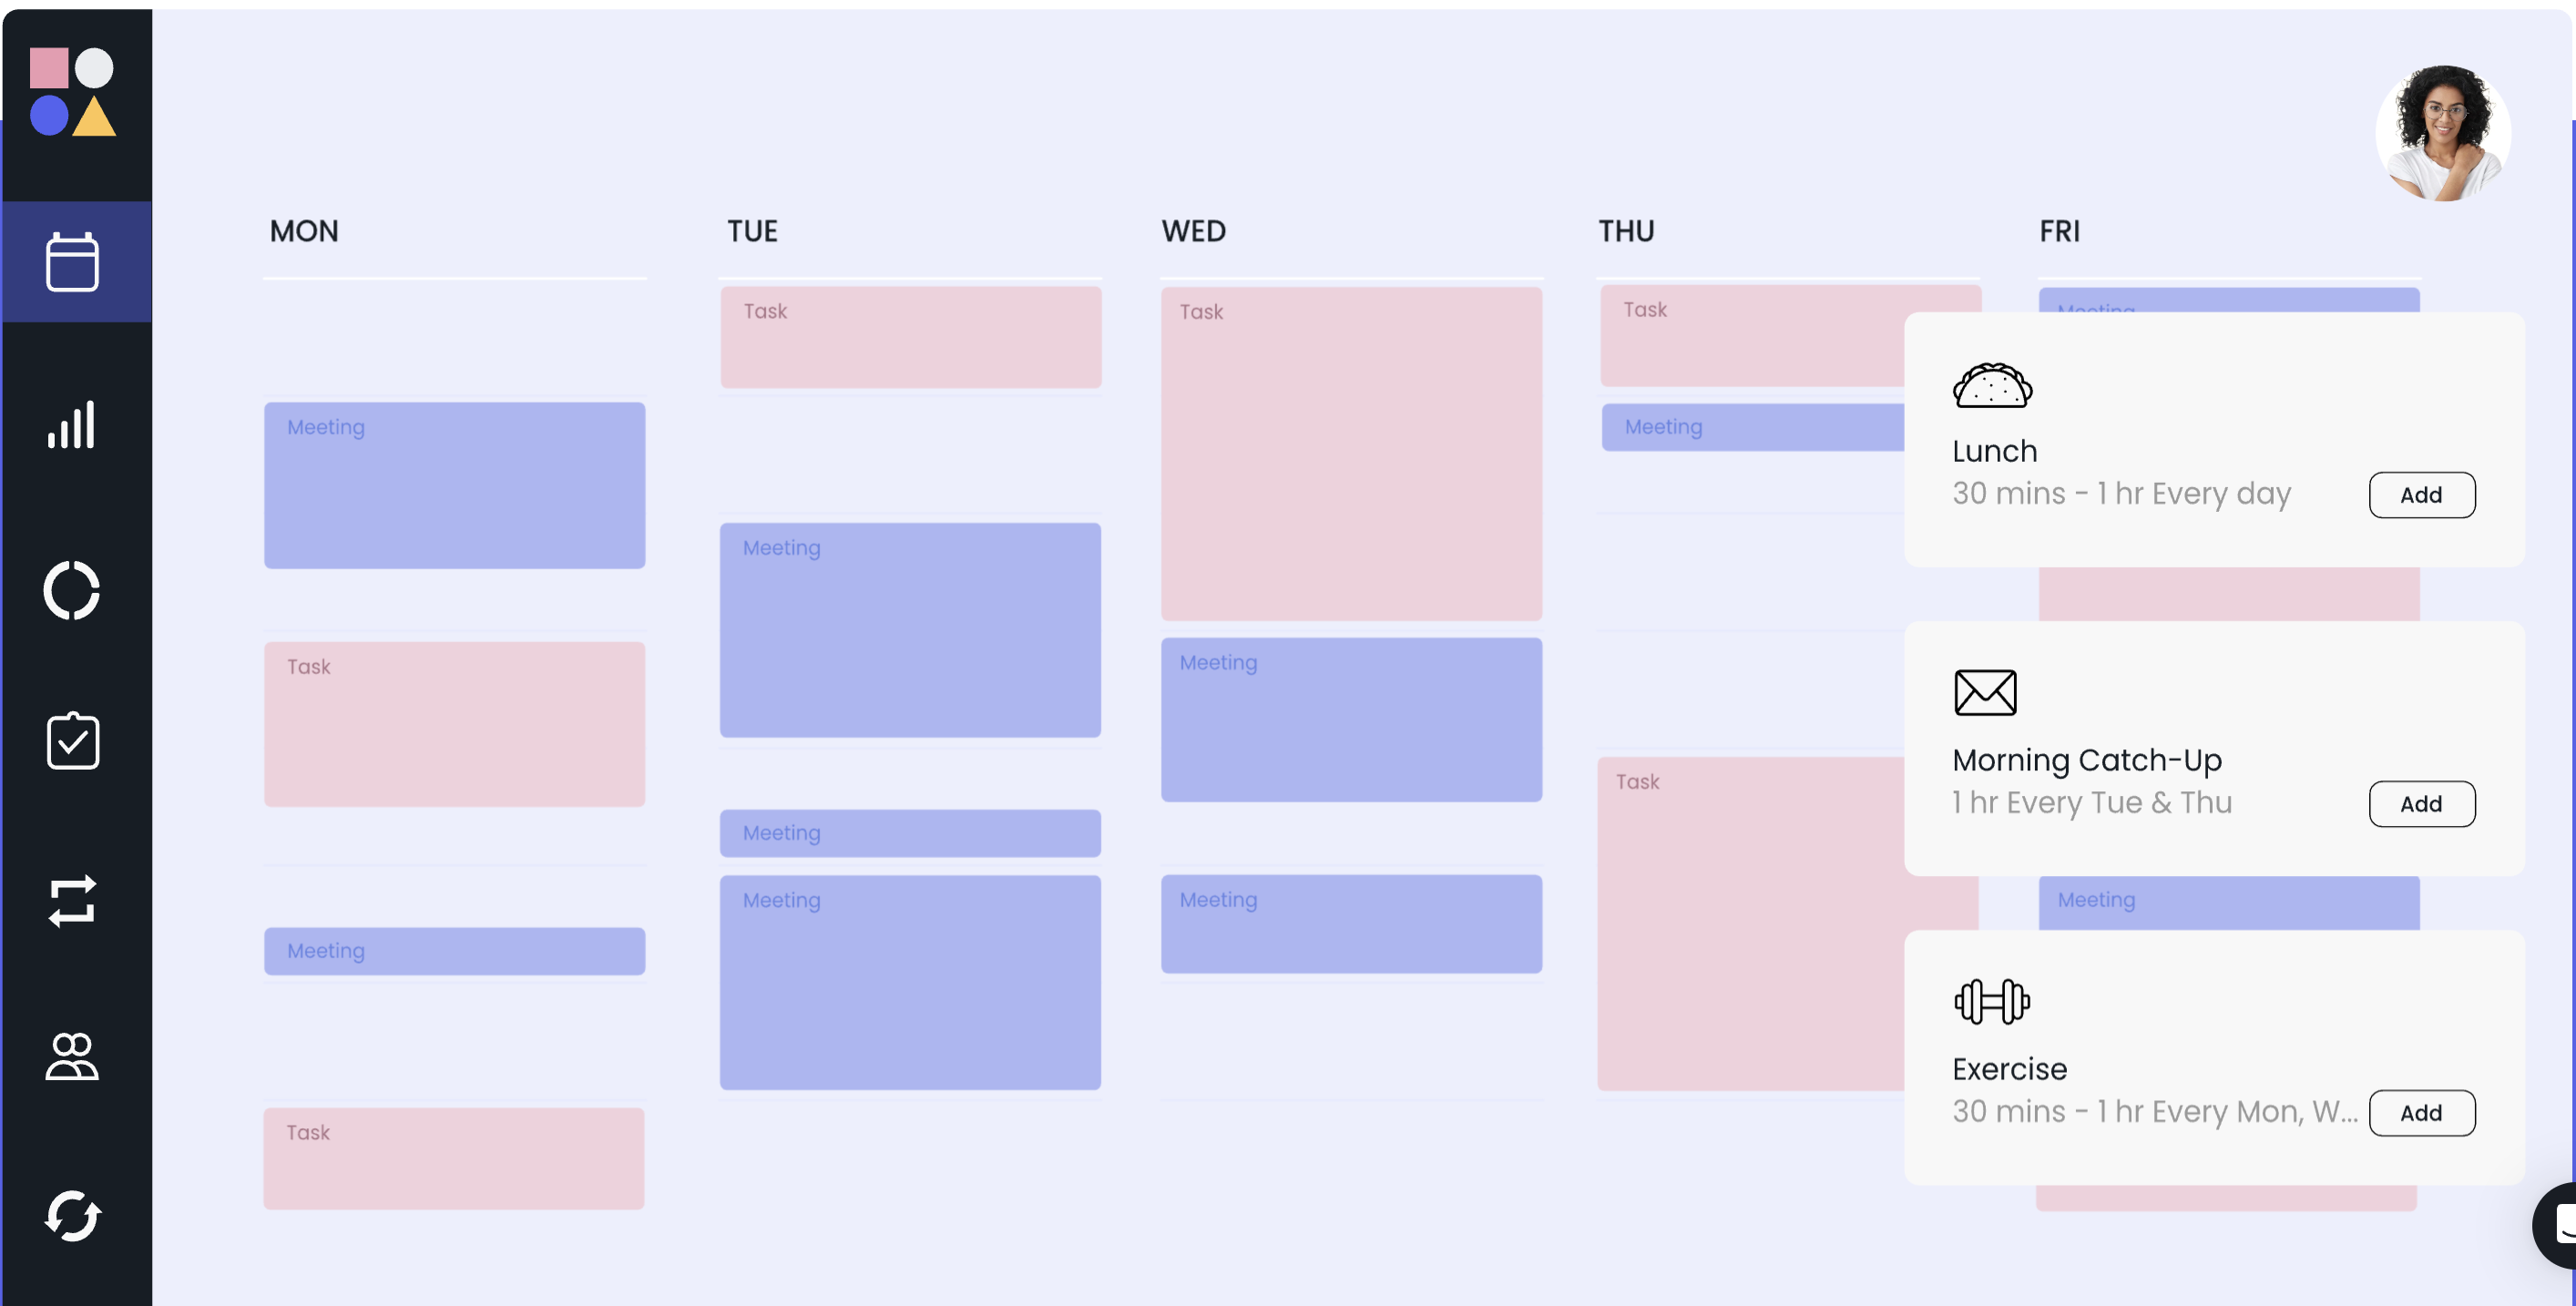 MON
TUE
WED
THU
FRI
Task
Task
Task
Meeting
Meeting
Meeting
Lunch
30 mins - 1 hr Every day
Add
Meeting
Task
Meeting
Morning Catch-Up
1 hr Every Tue & Thu
Add
Task
Meeting
Meeting
Meeting
Meeting
Meeting
Exercise
30 mins - 1 hr Every Mon, W...
Add
Task